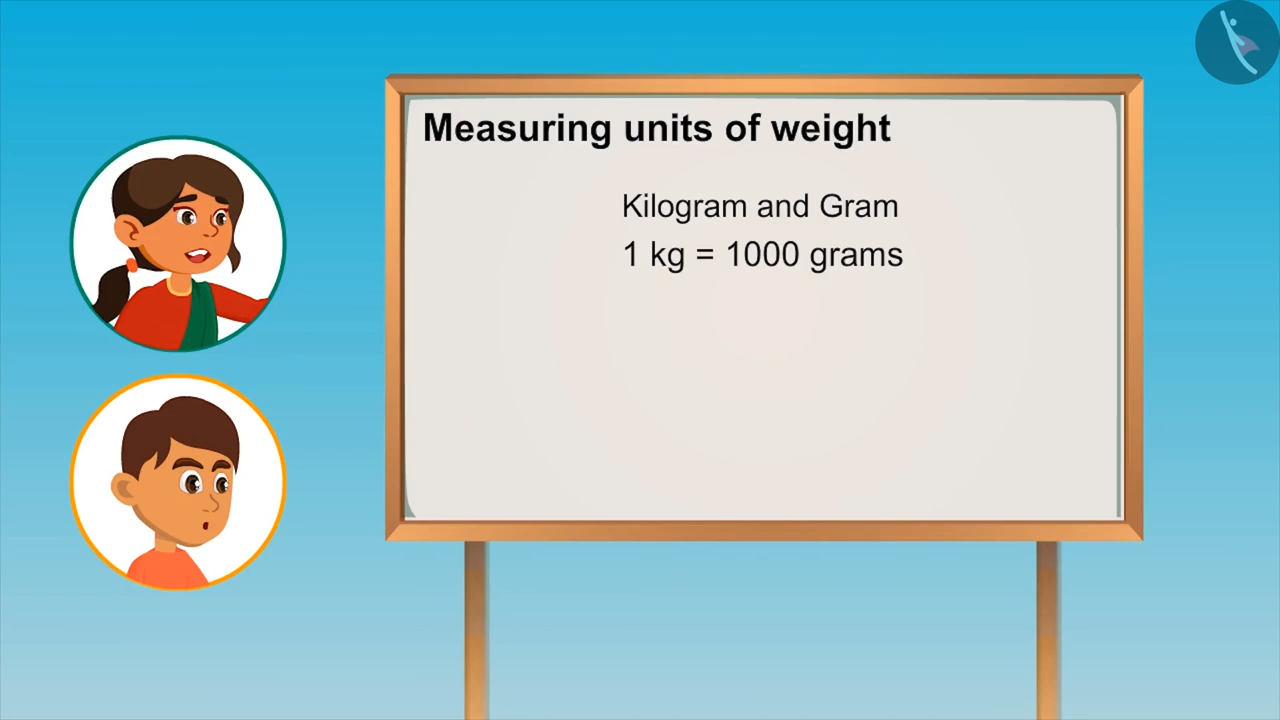 Measuring units of weight
Kilogram and Gram
1 kg = 1000 grams